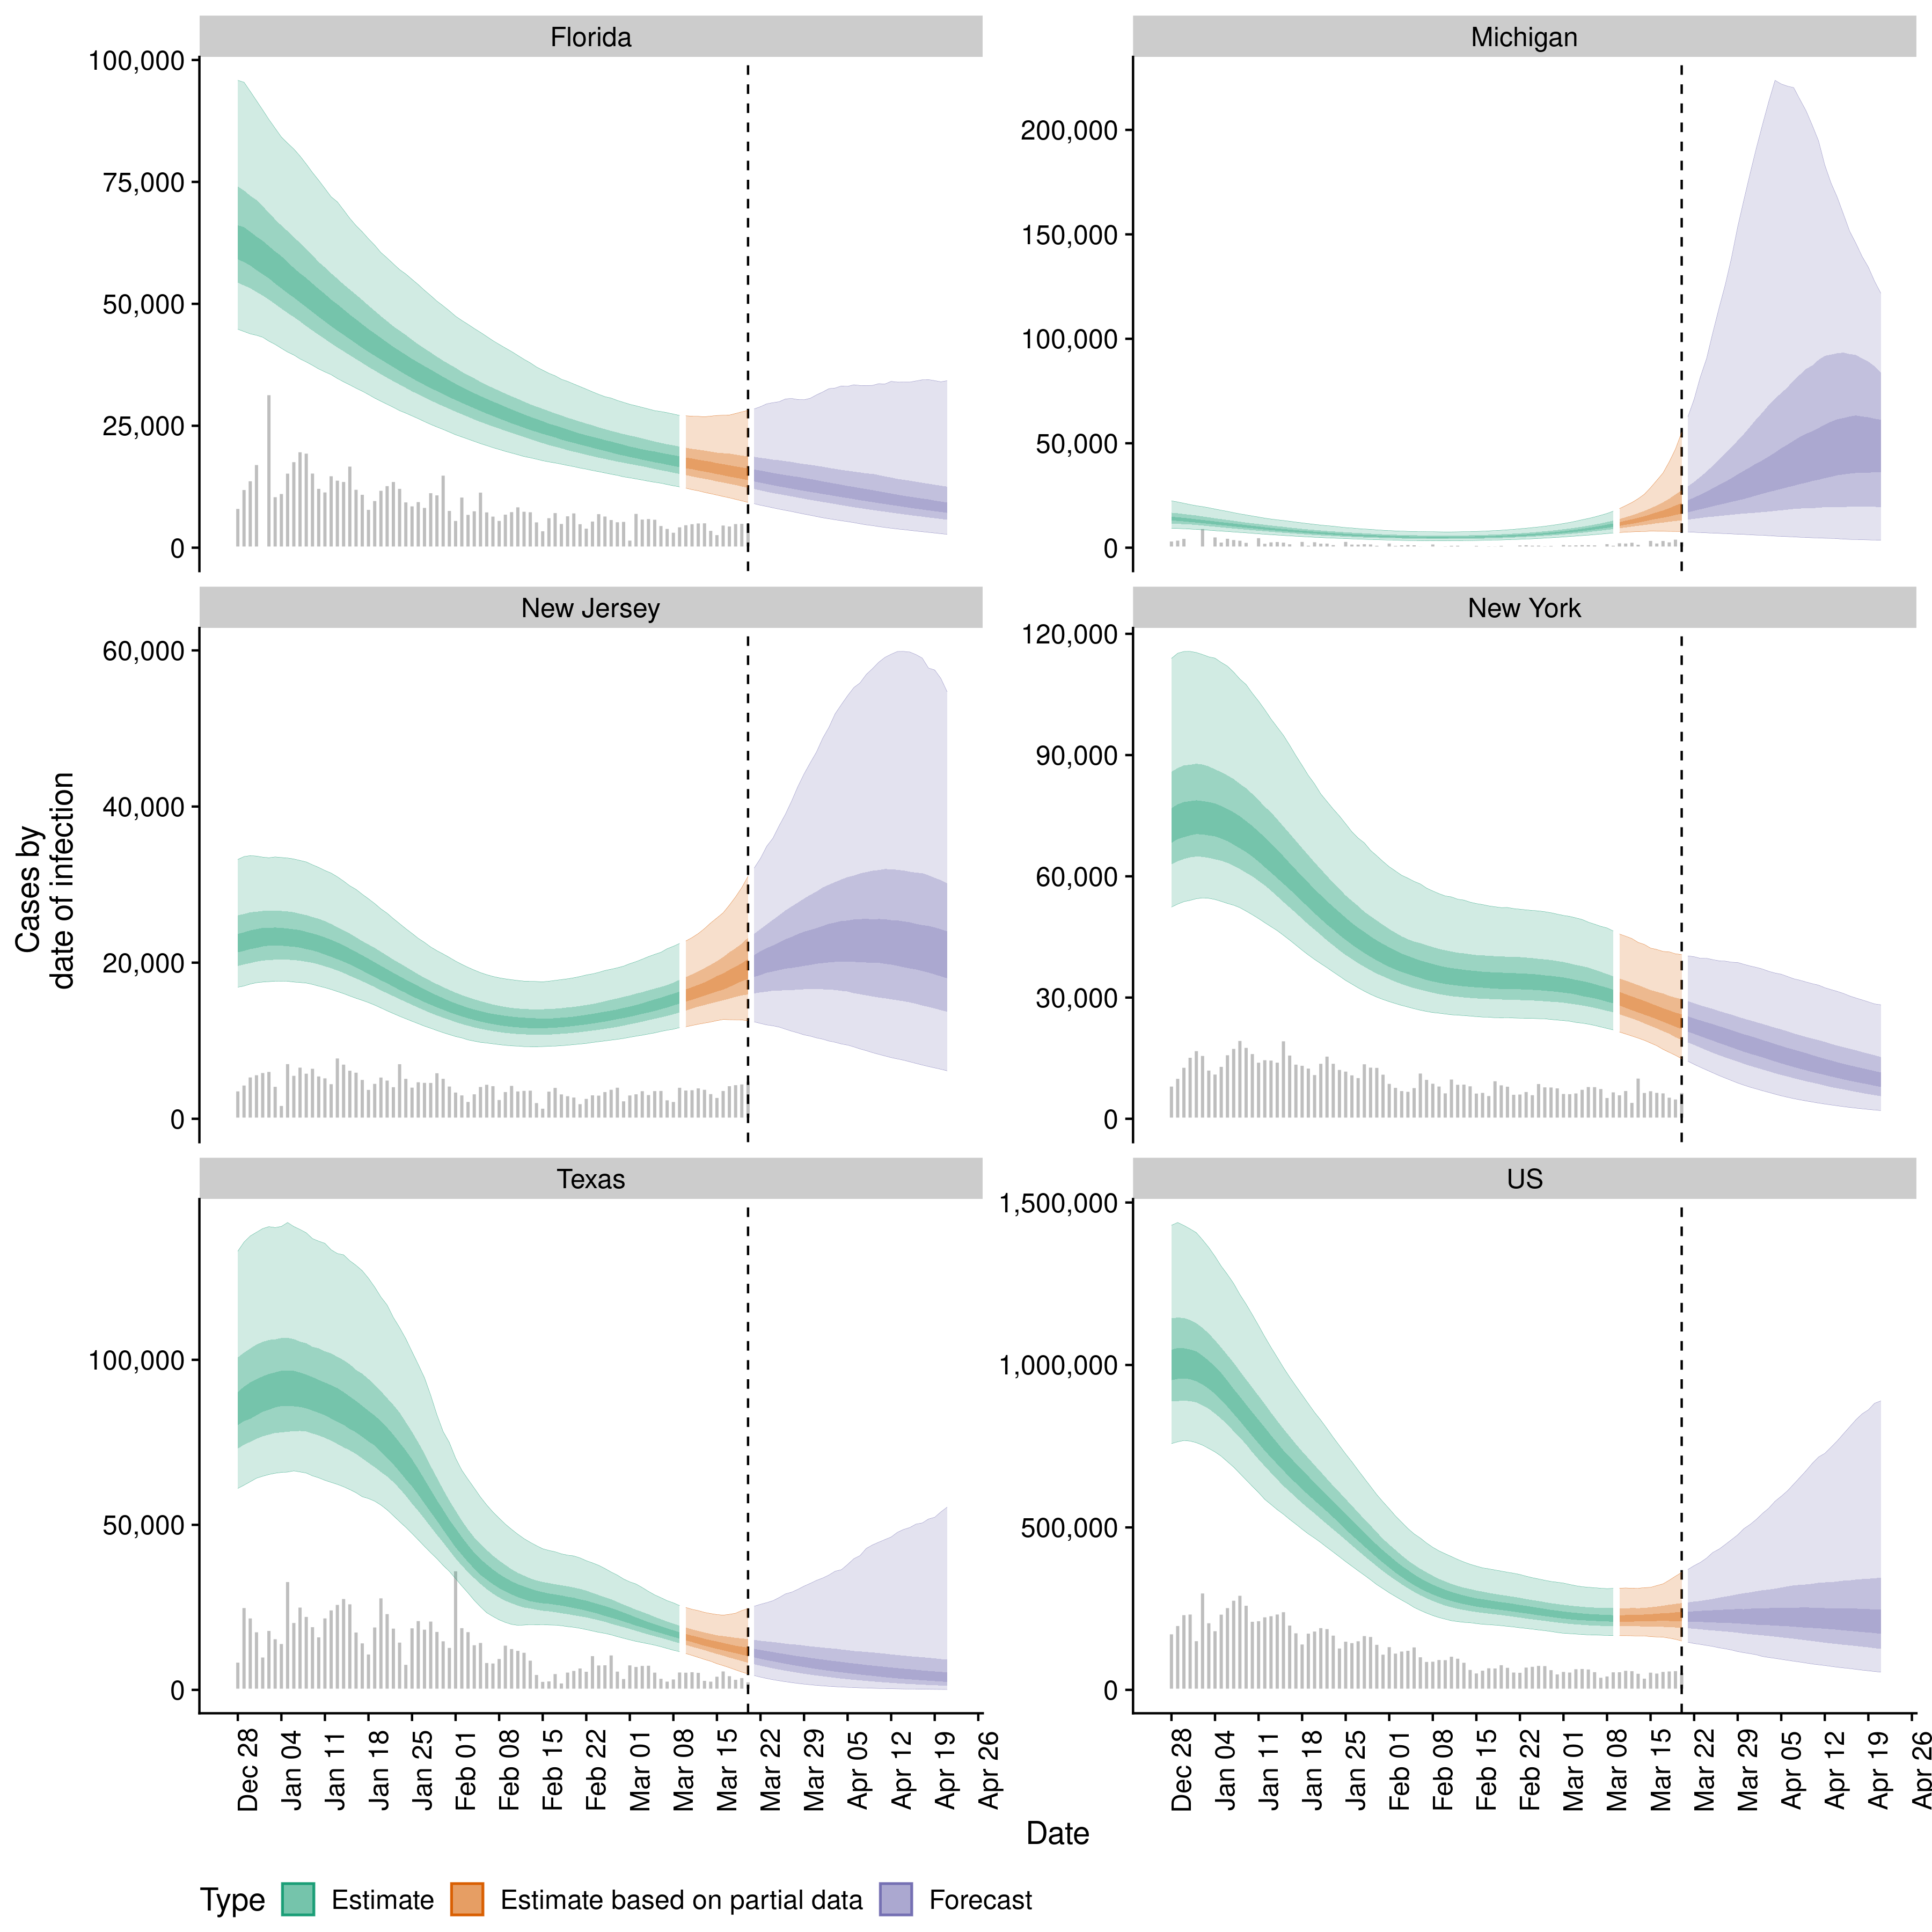 Florida
Michigan
100,000
75,000
50,000
25,000
0
200,000
150,000
100,000
50,000
0
New Jersey
New York
60,000
40,000
20,000
0
120,000
90,000
60,000
30,000
0
Cases by
date of infection
Texas
US
100,000
50,000
0
1,500,000
1,000,000
500,000
0
Dec 28
Jan 04
Jan 11
Jan 18
Jan 25
Feb 01
Feb 08
Feb 15
Feb 22
Mar 01
Mar 08
Mar 15
Mar 22
Mar 29
Apr 05
Apr 12
Apr 19
Apr 26
Dec 28
Jan 04
Jan 11
Jan 18
Jan 25
Feb 01
Feb 08
Feb 15
Feb 22
Mar 01
Mar 08
Mar 15
Mar 22
Mar 29
Apr 05
Apr 12
Apr 19
Apr 26
Date
Type Estimate Estimate based on partial data Forecast